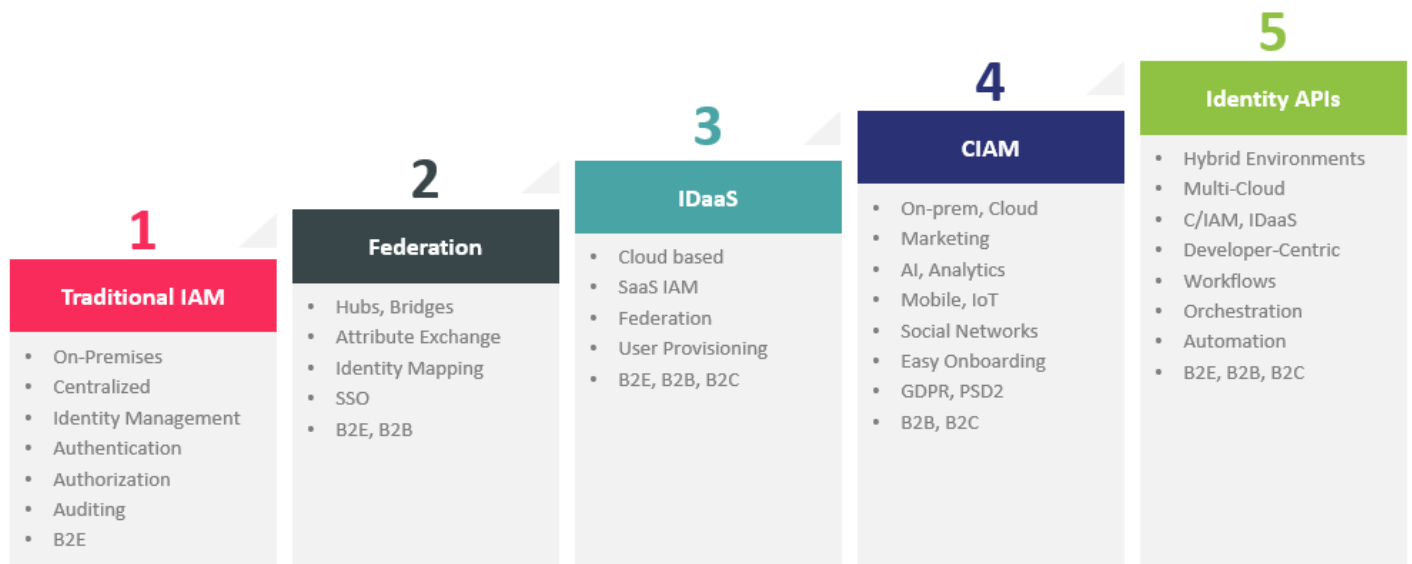 1
Traditional IAM
• On-Premises
• Centralized
• Identity Management
• Authentication
• Authorization
• Auditing
• B2E
2
Federation
• Hubs, Bridges
• Attribute Exchange
• Identity Mapping
• SSO
• B2E, B2B
3
IDaaS
• Cloud based
• SaaS IAM
• Federation
• User Provisioning
• B2E, B2B, B2C
4
CIAM
• On-prem, Cloud
• Marketing
• AI, Analytics
• Mobile, IoT
• Social Networks
• Easy Onboarding
• GDPR, PSD2
• B2B, B2C
5
Identity APIs
• Hybrid Environments
• Multi-Cloud
• C/IAM, IDaaS
• Developer-Centric
• Workflows
• Orchestration
• Automation
• B2E, B2B, B2C